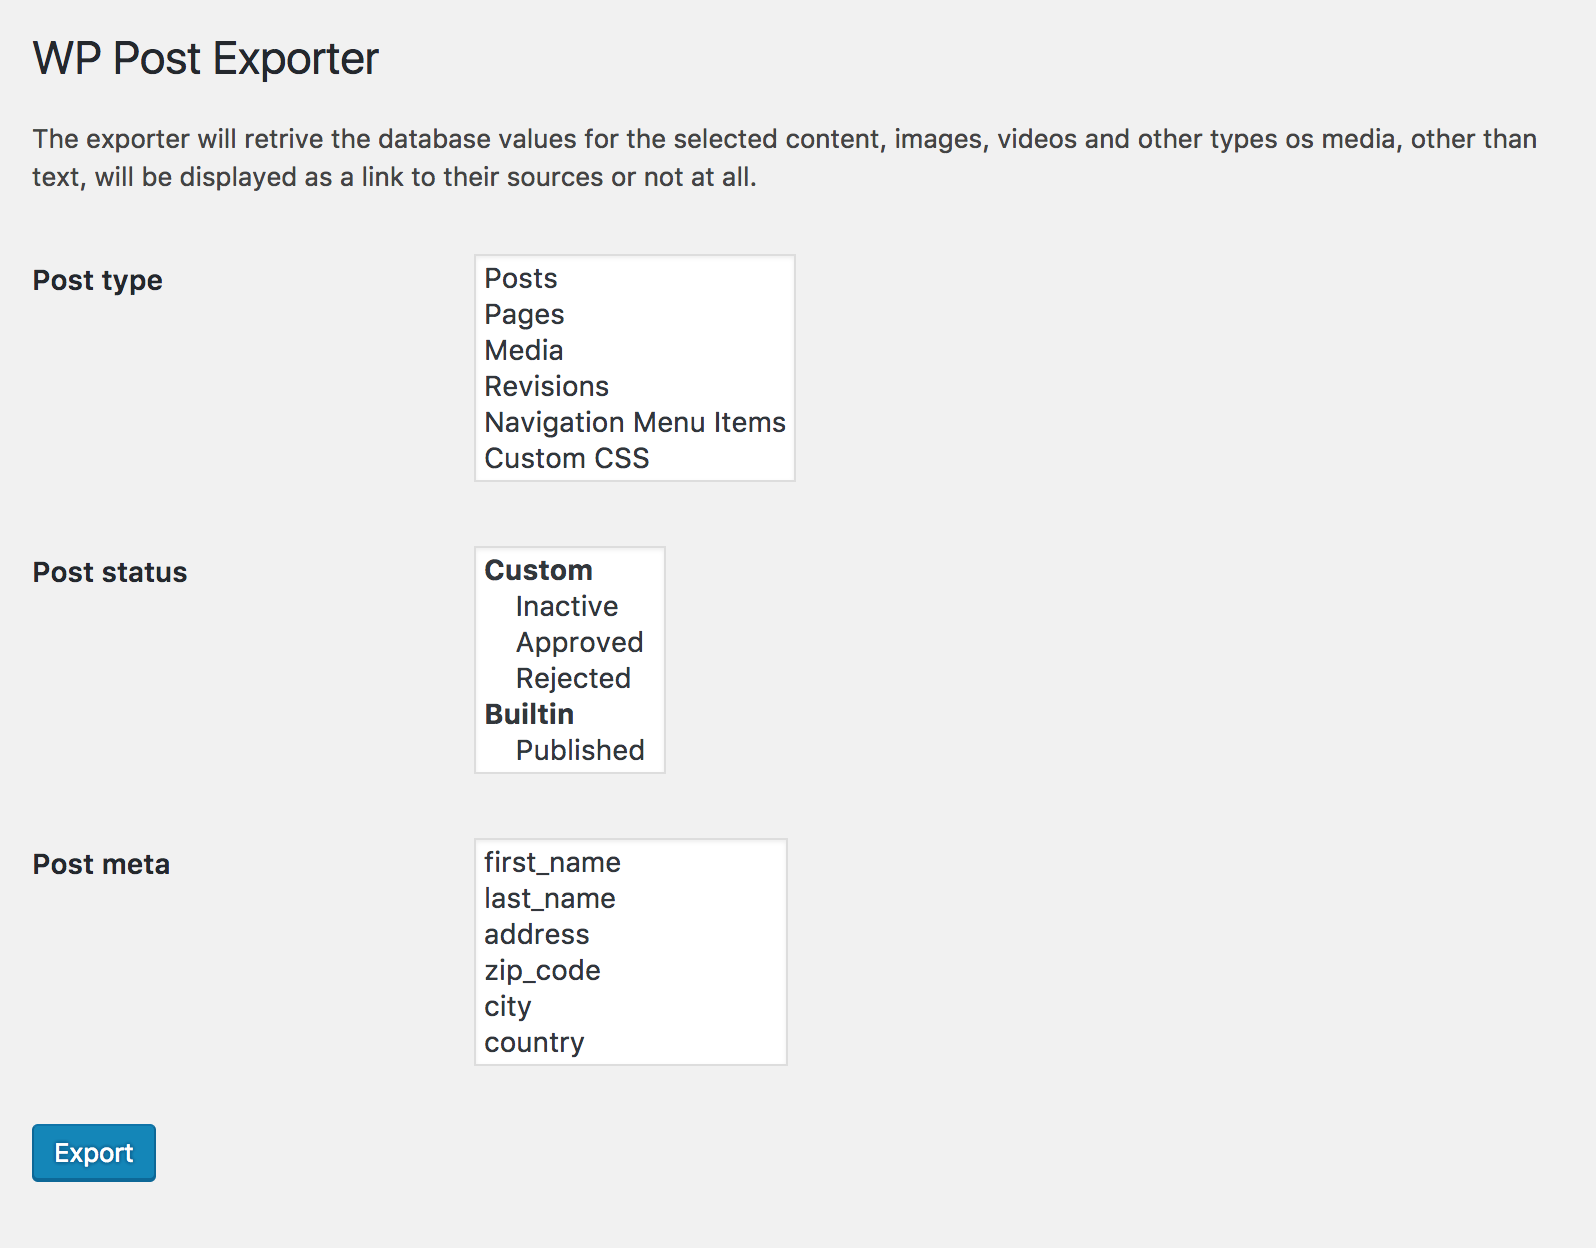 WP Post Exporter
The exporter will retrive the database values for the selected content, images, videos and other types os media, other than
text, will be displayed as a link to their sources or not at all.
Post type
Posts
Pages
Media
Revisions
Navigation Menu Items
Custom CSS
Post status
Custom
Inactive
Approved
Rejected
Builtin
Published
Post meta
first_name
last_name
address
zip_code
city
country
Export